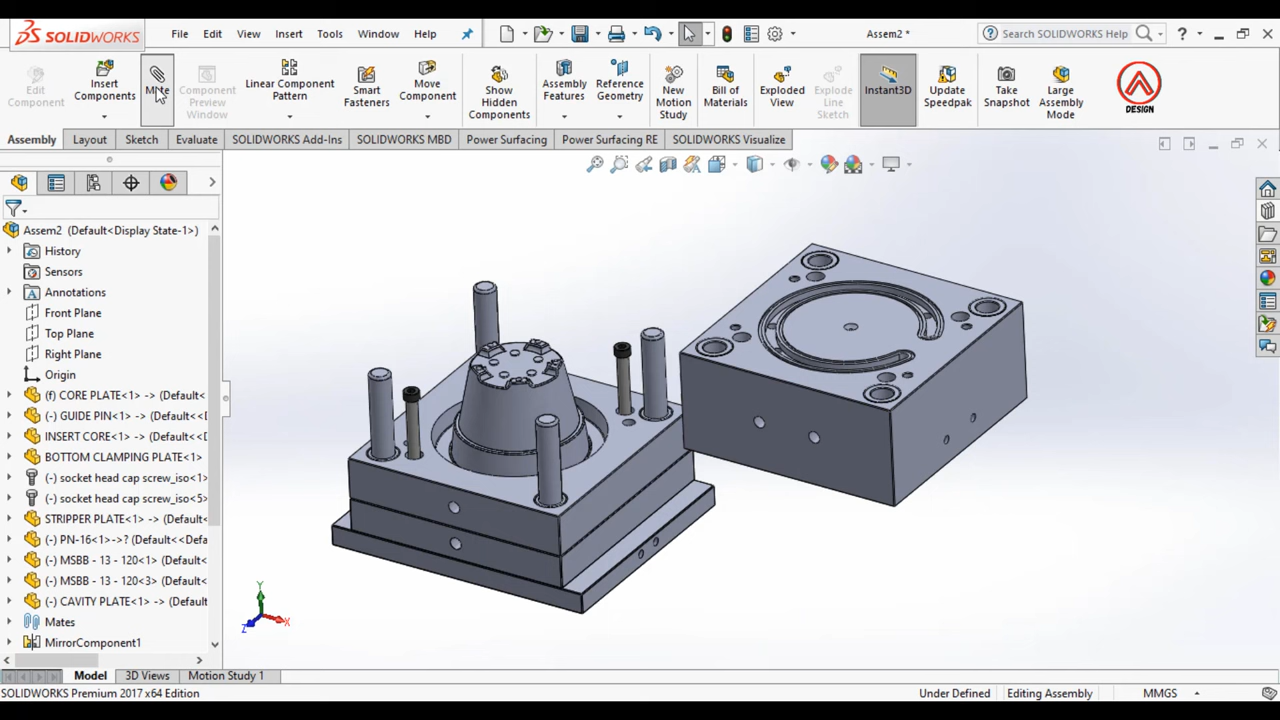 SOLIDWORKS File Edit View Insert Tools Window Help Assem2 * Search SOLIDWORKS Help ?
Edit Component
Insert Components
Mate
Component Preview Window
Linear Component Pattern
Smart Fasteners
Move Component
Show Hidden Components
Assembly Features
Reference Geometry
New Motion Study
Bill of Materials
Exploded View
Explode Line Sketch
Instant3D
Update Speedpak
Take Snapshot
Large Assembly Mode
DESIGN
Assembly Layout Sketch Evaluate SOLIDWORKS Add-Ins SOLIDWORKS MBD Power Surfacing Power Surfacing RE SOLIDWORKS Visualize
Assem2 (Default<Display State-1>)
History
Sensors
Annotations
Front Plane
Top Plane
Right Plane
Origin
(f) CORE PLATE<1> -> (Default<
(-) GUIDE PIN<1> -> (Default<<D
INSERT CORE<1> -> (Default<<D
BOTTOM CLAMPING PLATE<1>
(-) socket head cap screw_iso<1>
(-) socket head cap screw_iso<5>
STRIPPER PLATE<1> -> (Default<
(-) PN-16<1>->? (Default<<D
(-) MSBB - 13 - 120<1> (Default<
(-) MSBB - 13 - 120<3> (Default<
(-) CAVITY PLATE<1> -> (Default
Mates
MirrorComponent1
Y
X
Z
Model 3D Views Motion Study 1
SOLIDWORKS Premium 2017 x64 Edition Under Defined Editing Assembly MMGS